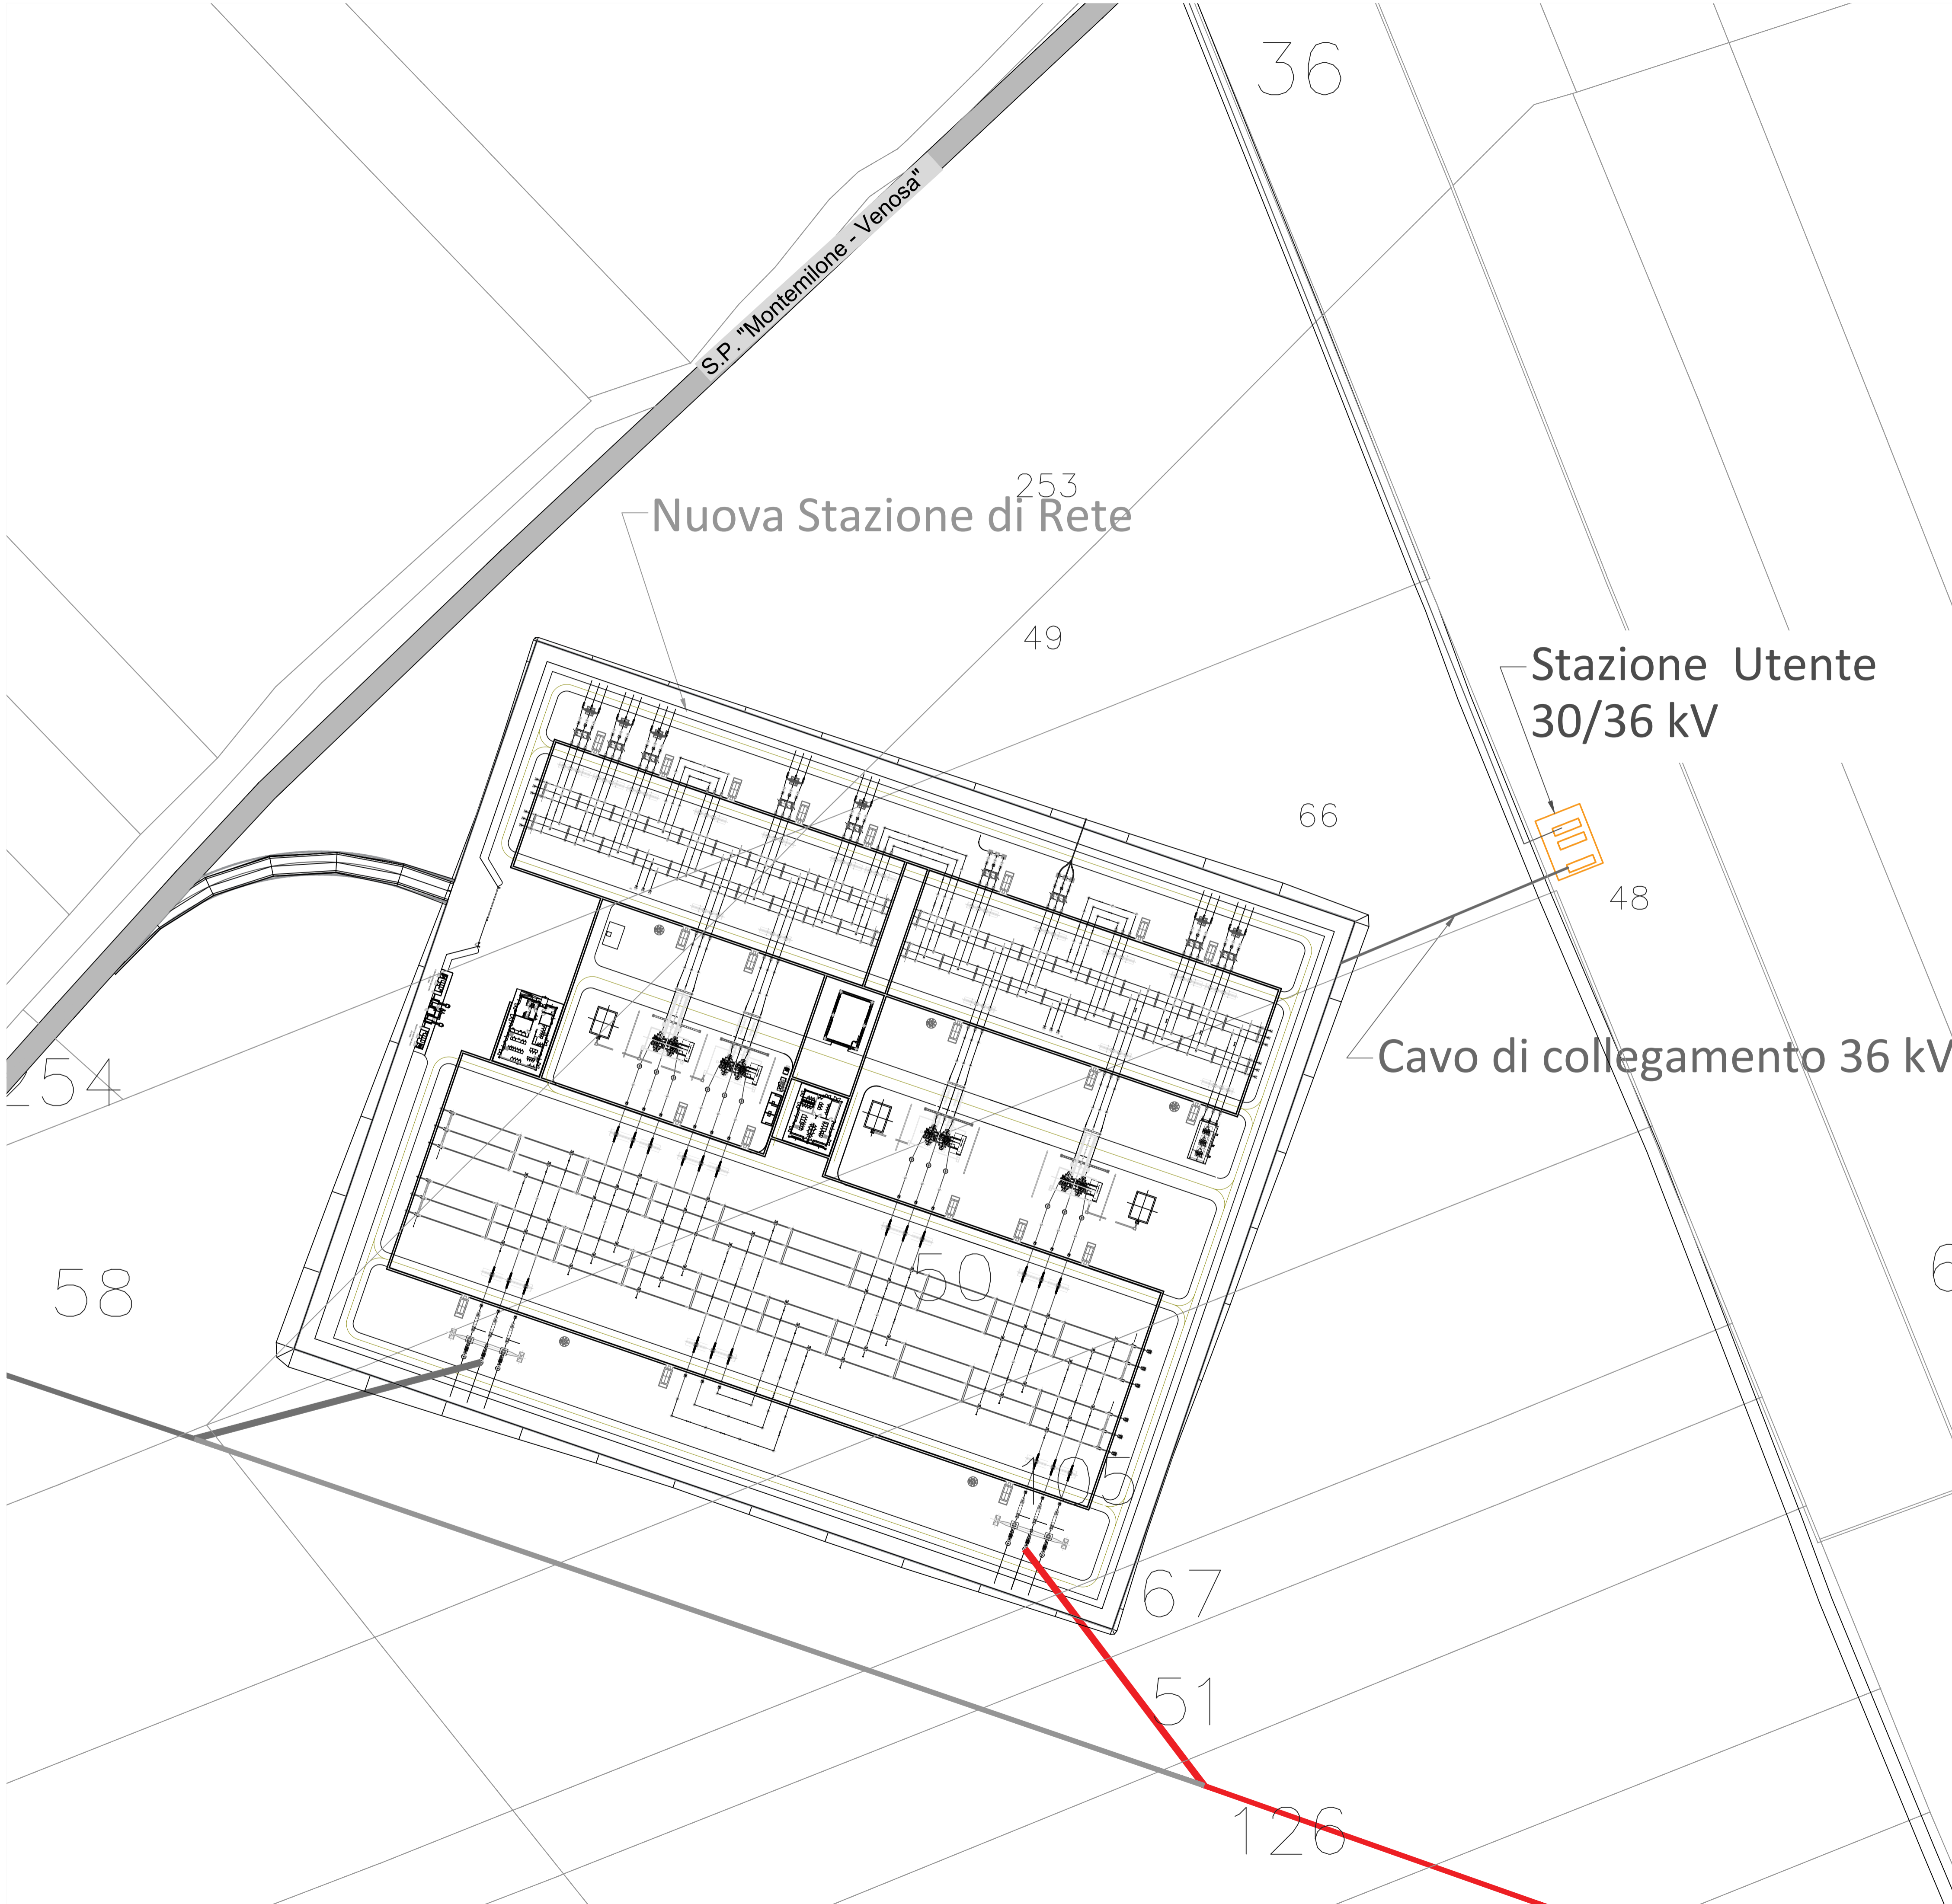 36
S.P. "Montemilone - Venosa"
253
Nuova Stazione di Rete
49
Stazione Utente
30/36 kV
66
48
Cavo di collegamento 36 kV
254
58
50
105
67
51
126